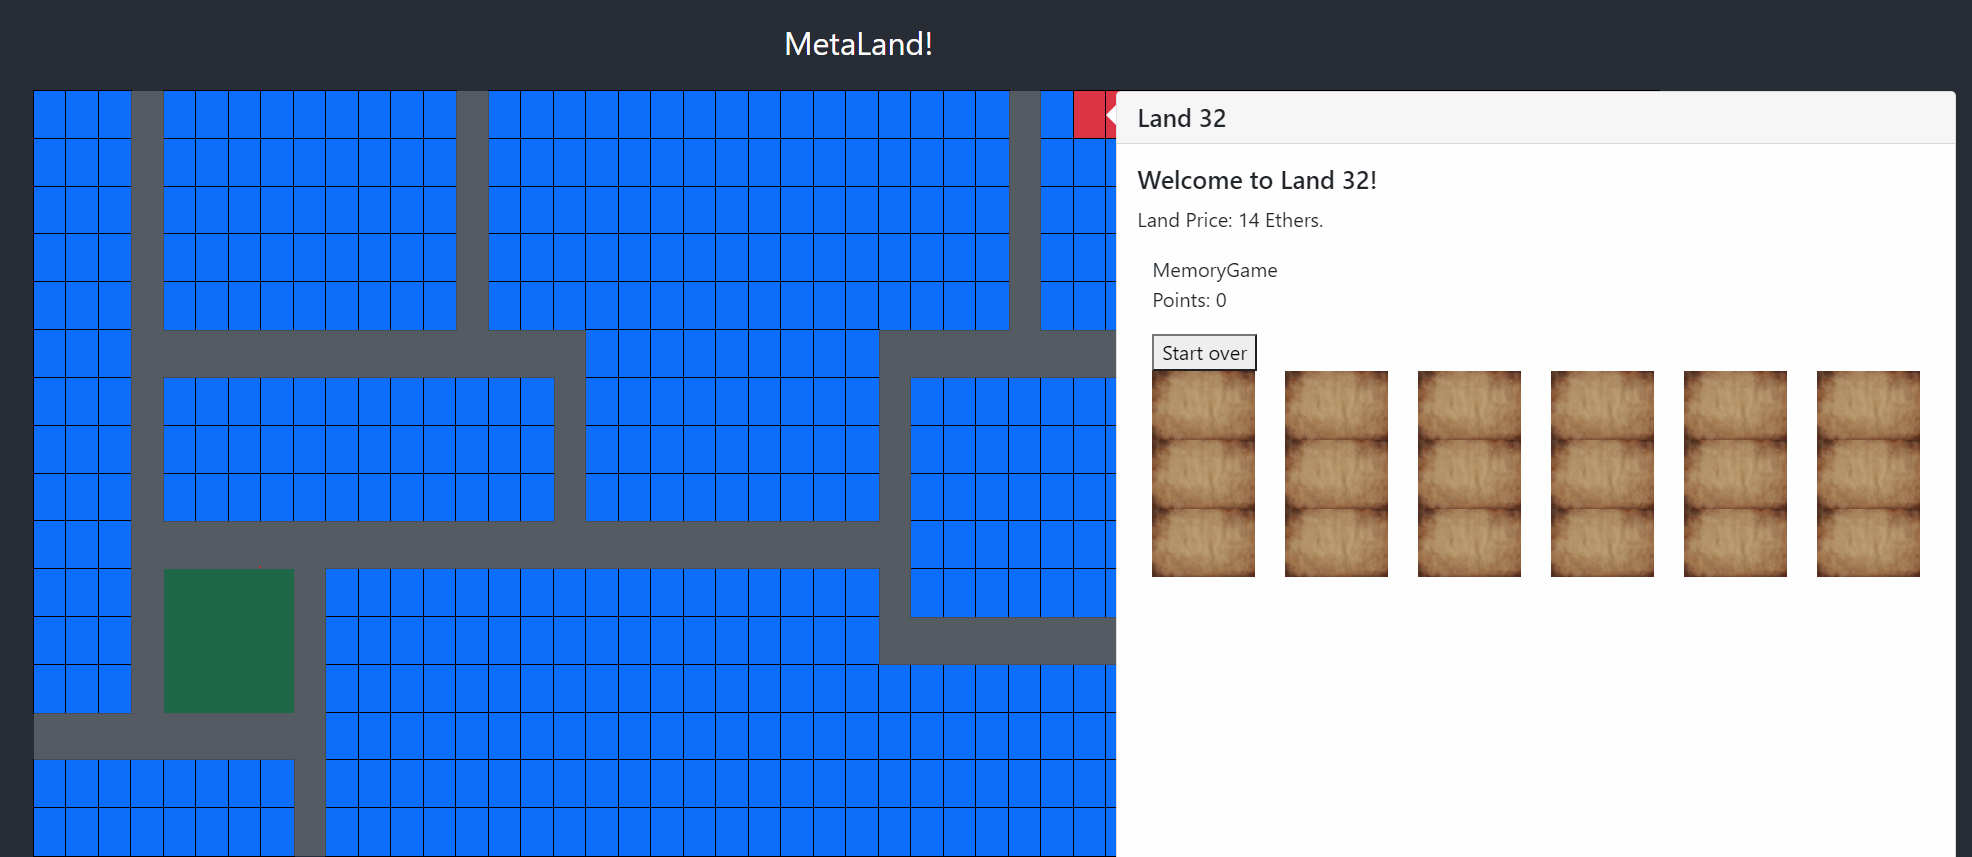 MetaLand!
Land 32
Welcome to Land 32!
Land Price: 14 Ethers.
MemoryGame
Points: 0
Start over